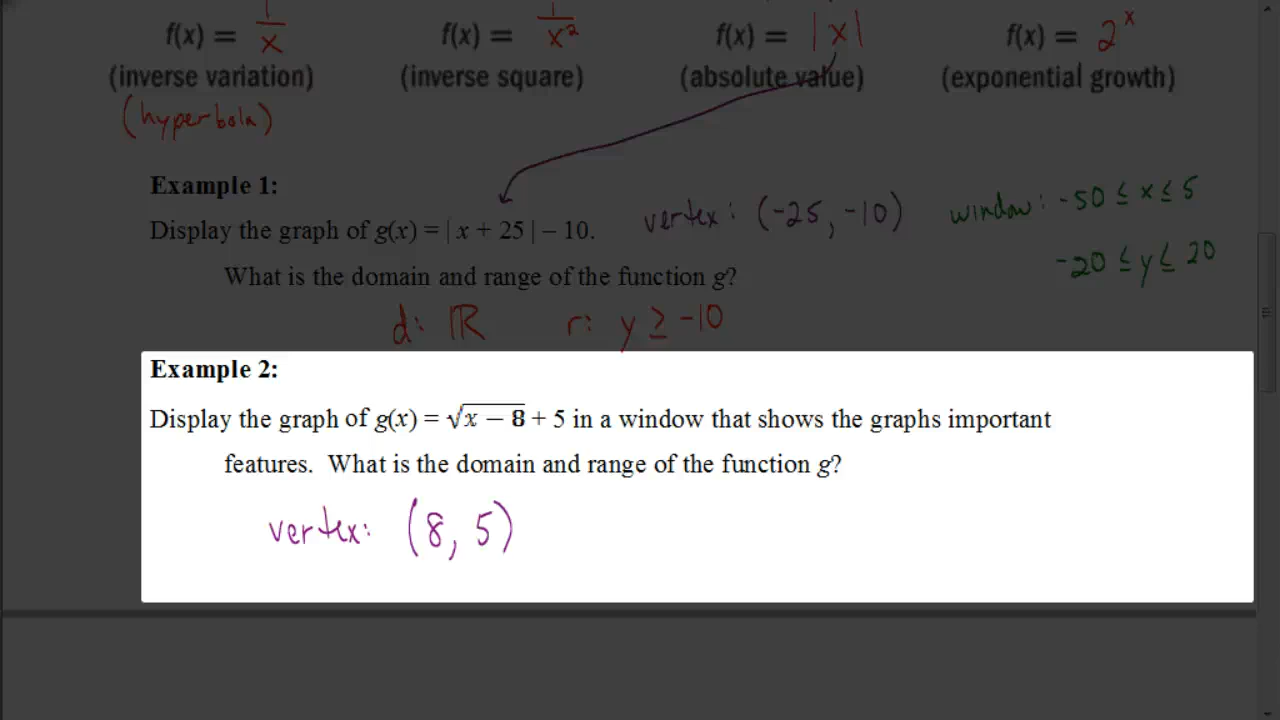 f(x) = 1/x f(x) = 1/x² f(x) = |x| f(x) = 2ˣ
(inverse variation) (inverse square) (absolute value) (exponential growth)
(hyperbola)
Example 1:
Display the graph of g(x) = | x + 25 | – 10. vertex: (-25, -10) window: -50 ≤ x ≤ 5
-20 ≤ y ≤ 20
What is the domain and range of the function g?
d: ℝ r: y ≥ -10
Example 2:
Display the graph of g(x) = √(x − 8) + 5 in a window that shows the graphs important
features. What is the domain and range of the function g?
vertex: (8, 5)